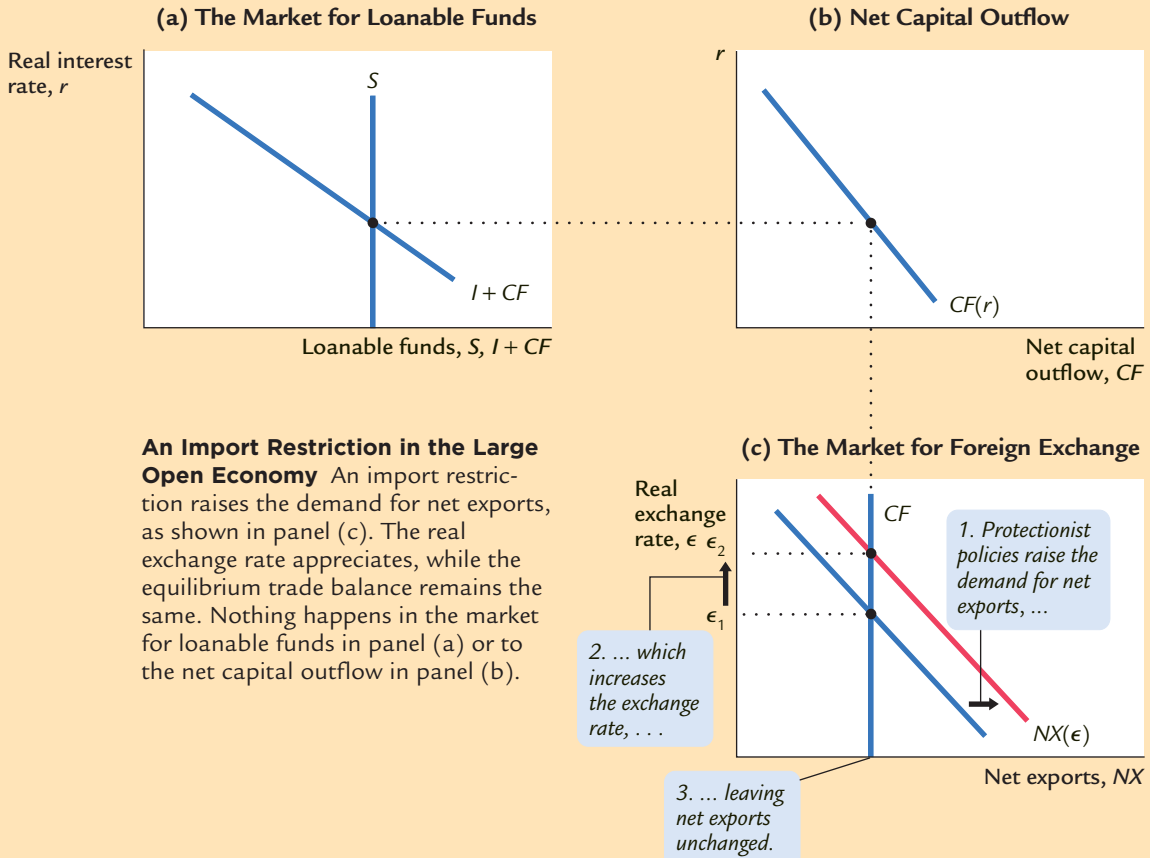 (a) The Market for Loanable Funds
Real interest
rate, r
S
I + CF
Loanable funds, S, I + CF
(b) Net Capital Outflow
r
CF(r)
Net capital
outflow, CF
An Import Restriction in the Large
Open Economy An import restric-
tion raises the demand for net exports,
as shown in panel (c). The real
exchange rate appreciates, while the
equilibrium trade balance remains the
same. Nothing happens in the market
for loanable funds in panel (a) or to
the net capital outflow in panel (b).
(c) The Market for Foreign Exchange
Real
exchange
rate, ϵ ϵ2
ϵ1
CF
1. Protectionist
policies raise the
demand for net
exports, ...
2. ... which
increases
the exchange
rate, . . .
NX(ϵ)
Net exports, NX
3. ... leaving
net exports
unchanged.